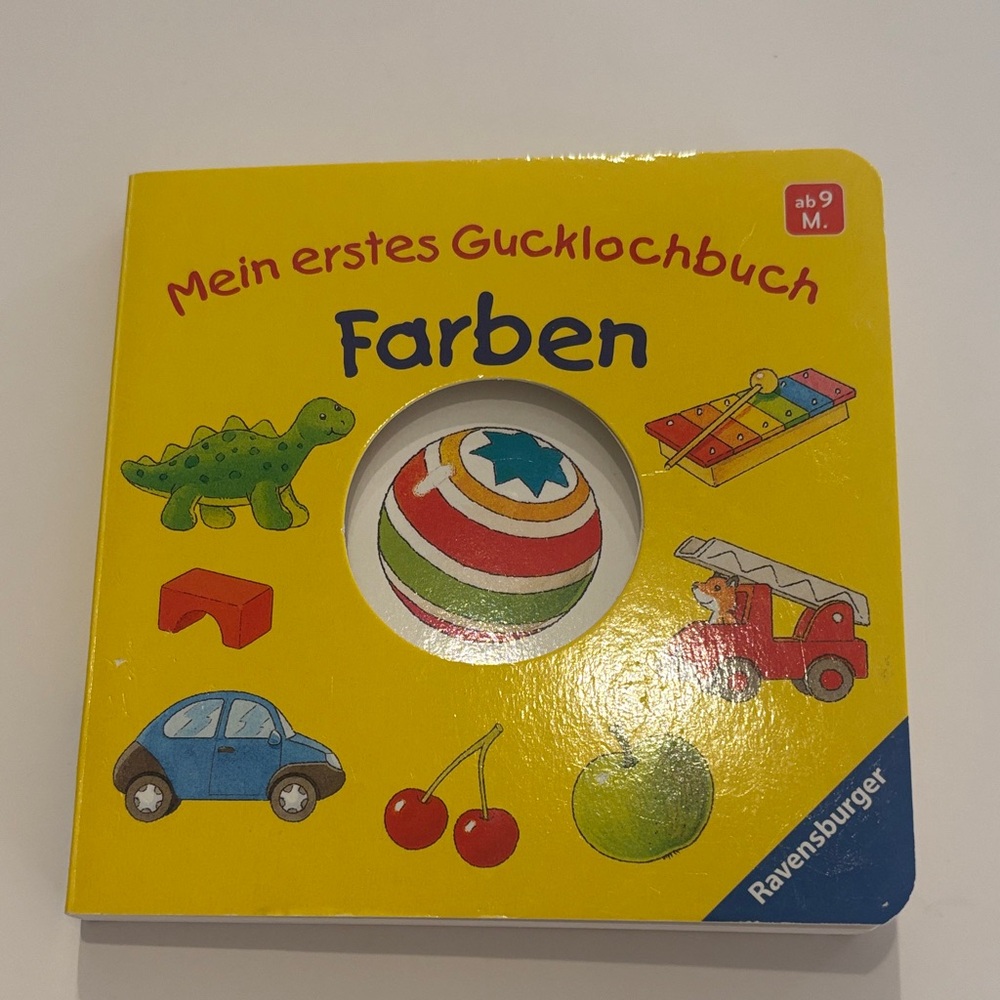 ab 9
M.
Mein erstes Gucklochbuch
Farben
Ravensburger